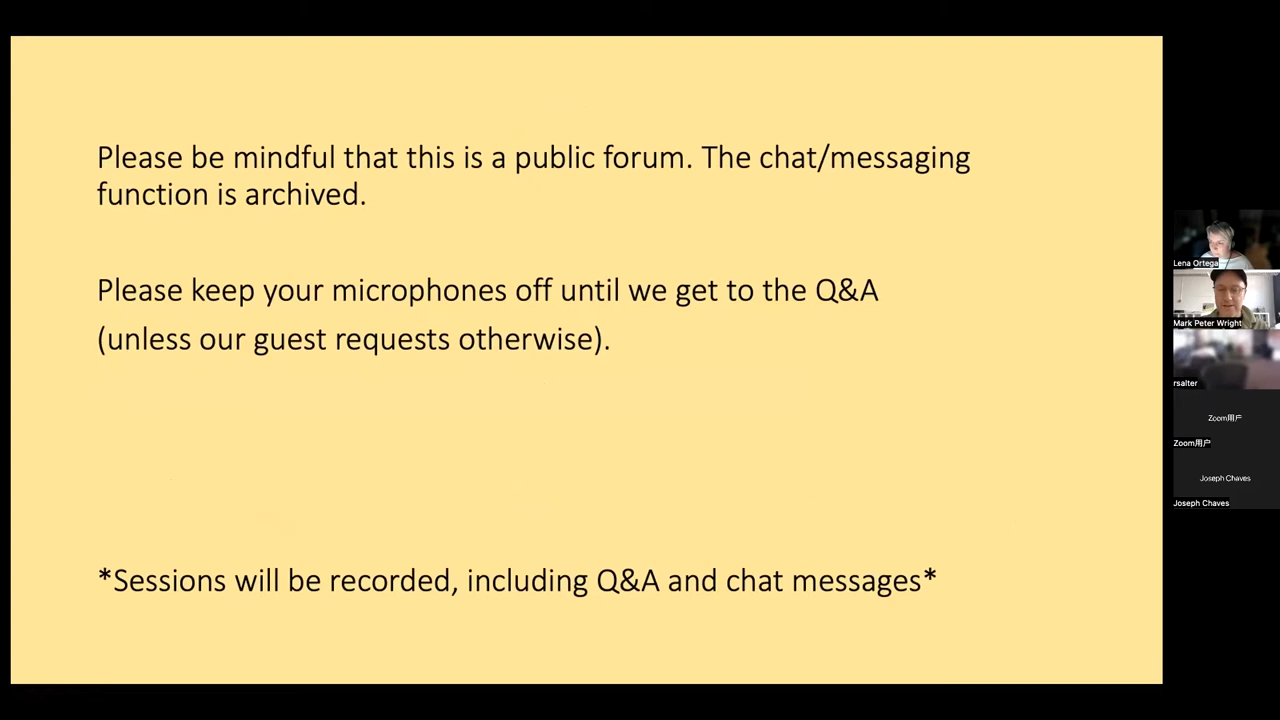 Please be mindful that this is a public forum. The chat/messaging
function is archived.
Please keep your microphones off until we get to the Q&A
(unless our guest requests otherwise).
*Sessions will be recorded, including Q&A and chat messages*
Lena Ortega
Mark Peter Wright
rsalter
Zoom用户
Zoom用户
Joseph Chaves
Joseph Chaves